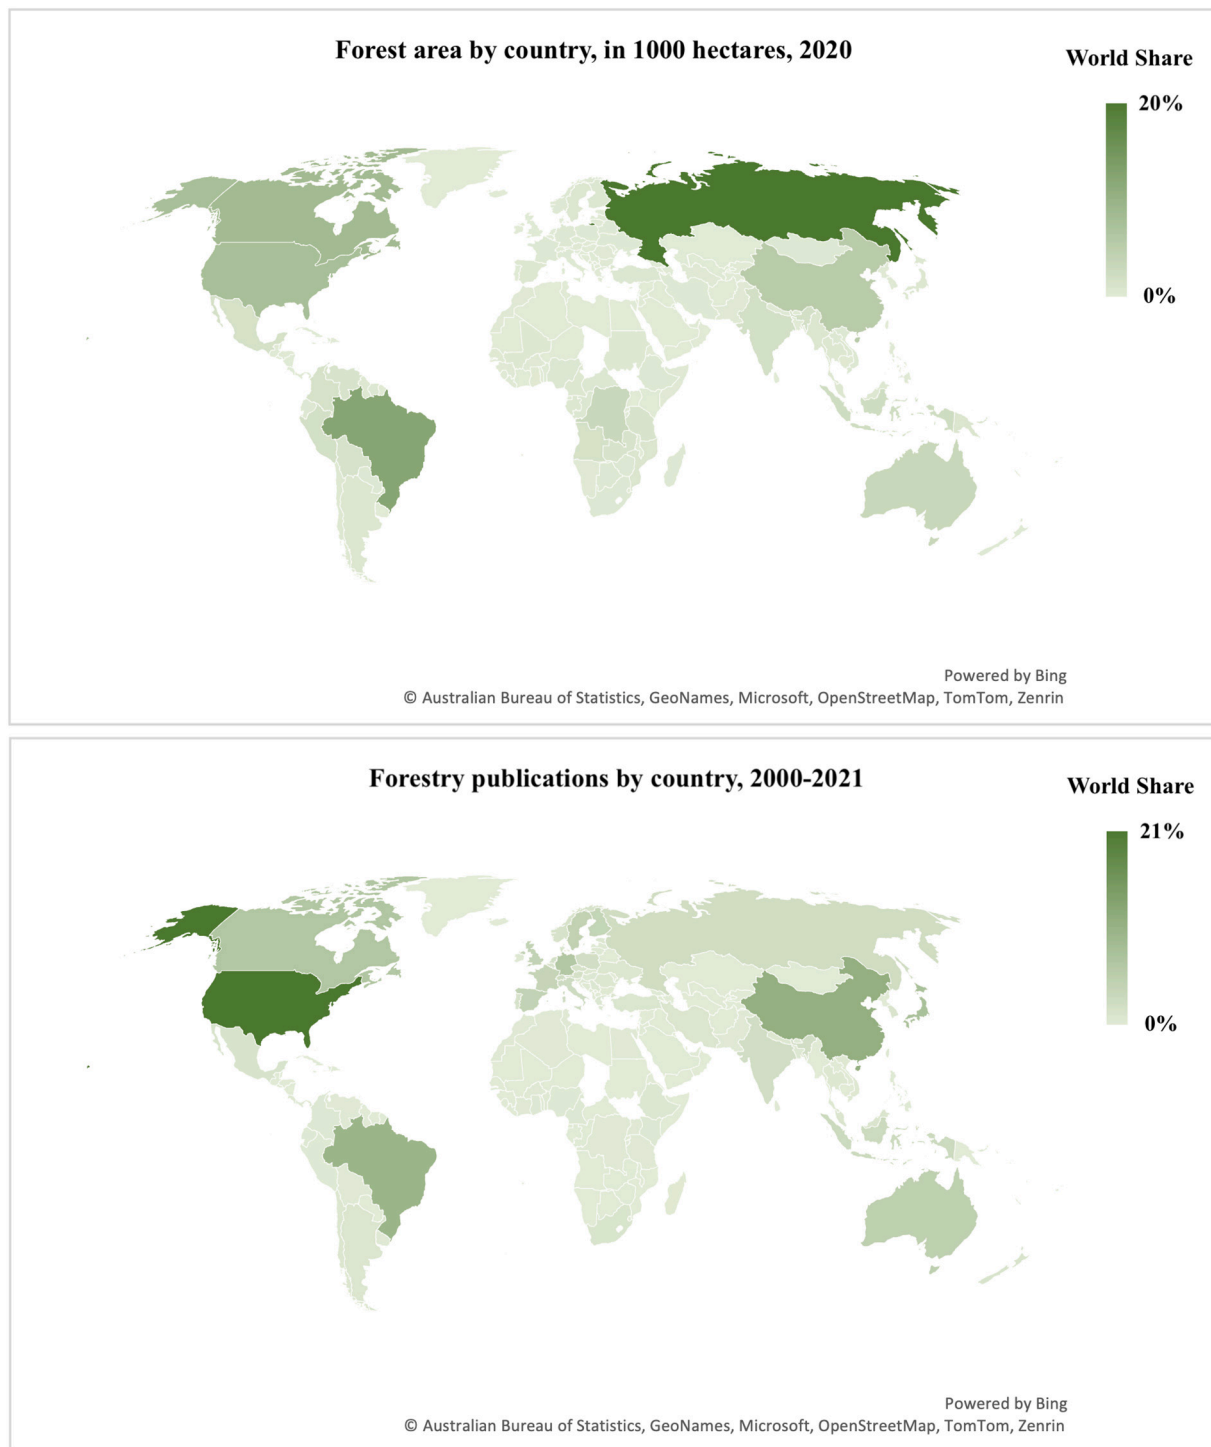 Forest area by country, in 1000 hectares, 2020
World Share
20%
0%
Powered by Bing
© Australian Bureau of Statistics, GeoNames, Microsoft, OpenStreetMap, TomTom, Zenrin
Forestry publications by country, 2000-2021
World Share
21%
0%
Powered by Bing
© Australian Bureau of Statistics, GeoNames, Microsoft, OpenStreetMap, TomTom, Zenrin